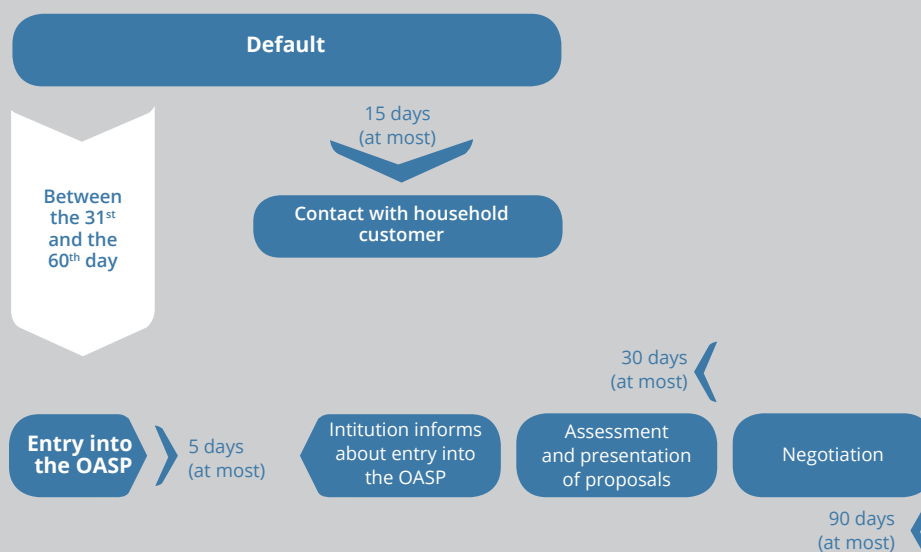 Default
15 days
(at most)
Between
the 31st
and the
60th day
Contact with household
customer
30 days
(at most)
Entry into
the OASP
5 days
(at most)
Intitution informs
about entry into
the OASP
Assessment
and presentation
of proposals
Negotiation
90 days
(at most)